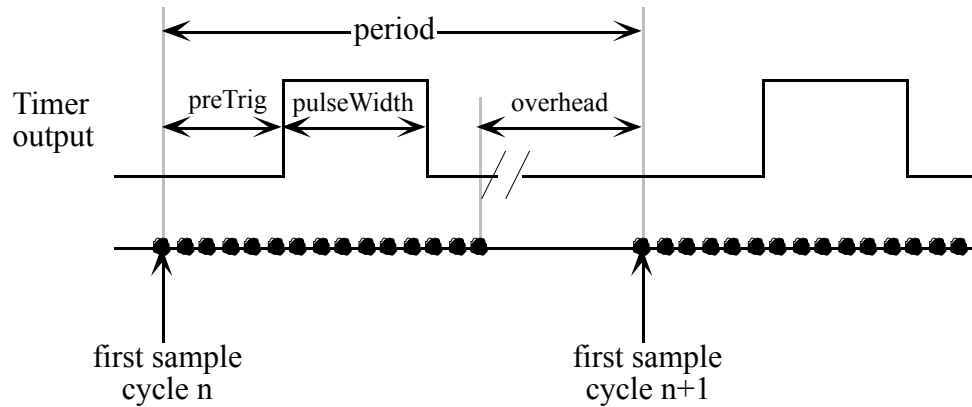 period
Timer
output
preTrig
pulseWidth
overhead
first sample
cycle n
first sample
cycle n+1